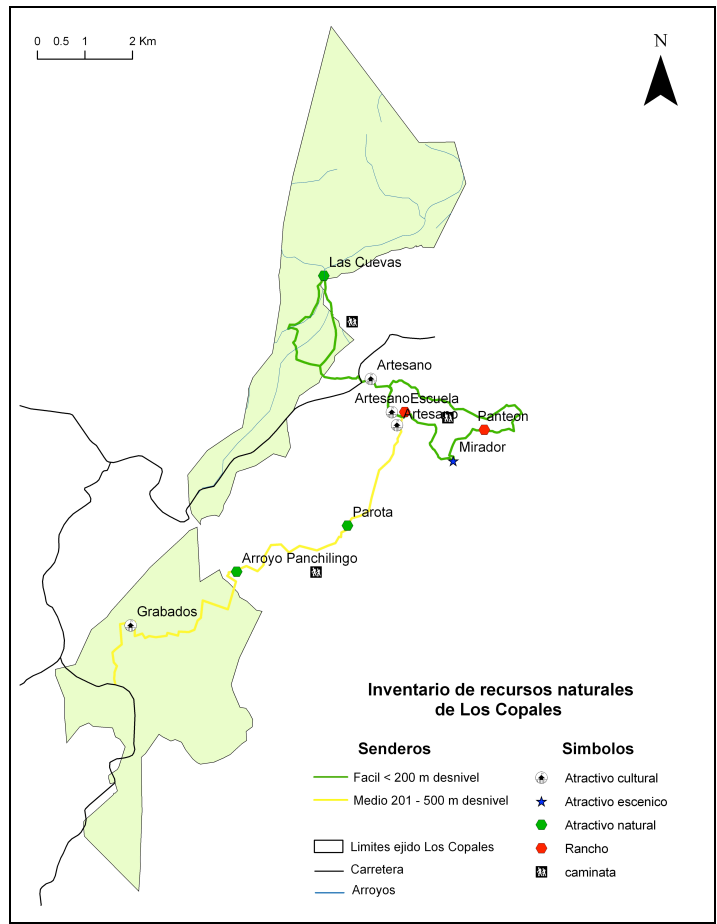 0 0.5 1 2 Km
N
Las Cuevas
Artesano
Artesano
Escuela
Artesano
Panteon
Mirador
Parota
Arroyo Panchilingo
Grabados
Inventario de recursos naturales
de Los Copales
Senderos
Facil < 200 m desnivel
Medio 201 - 500 m desnivel
Limites ejido Los Copales
Carretera
Arroyos
Simbolos
Atractivo cultural
Atractivo escenico
Atractivo natural
Rancho
caminata